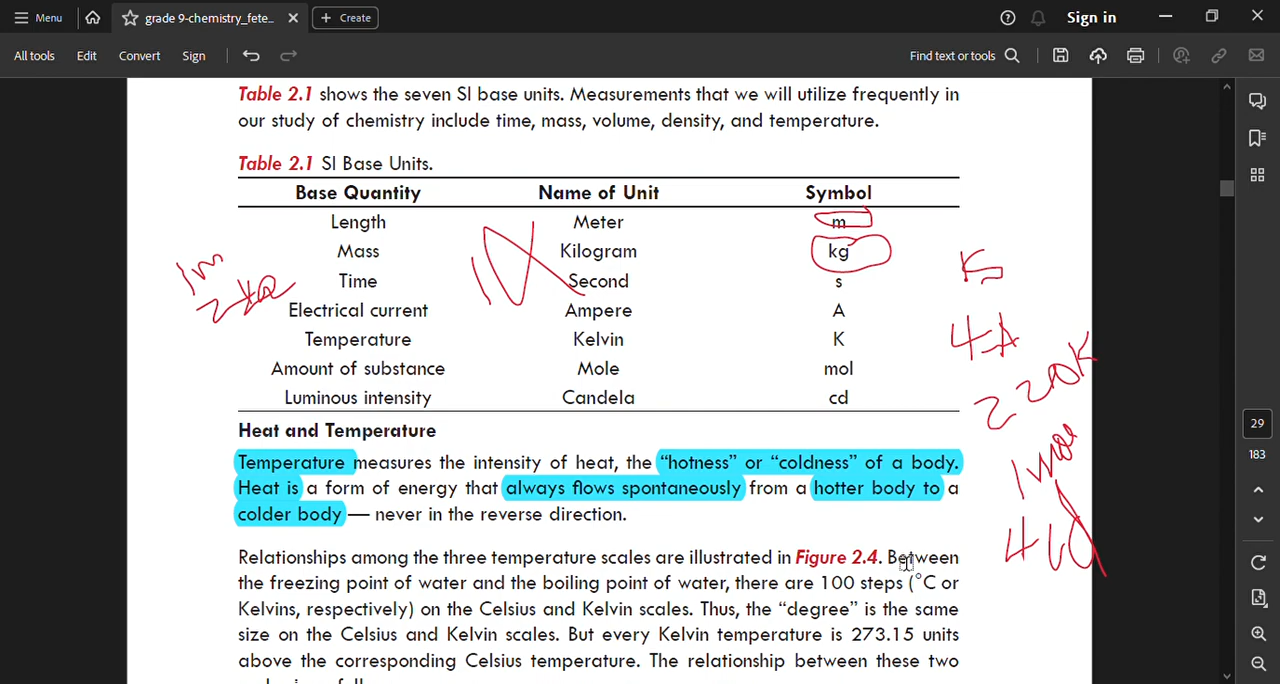 Menu grade 9-chemistry_fete... Create Sign in
All tools Edit Convert Sign Find text or tools
Table 2.1 shows the seven SI base units. Measurements that we will utilize frequently in
our study of chemistry include time, mass, volume, density, and temperature.
Table 2.1 SI Base Units.
Base Quantity Name of Unit Symbol
Length Meter m
Mass Kilogram kg
Time Second s
Electrical current Ampere A
Temperature Kelvin K
Amount of substance Mole mol
Luminous intensity Candela cd
1m
4A
220K
Heat and Temperature
Temperature measures the intensity of heat, the “hotness” or “coldness” of a body.
Heat is a form of energy that always flows spontaneously from a hotter body to a
colder body — never in the reverse direction.
Relationships among the three temperature scales are illustrated in Figure 2.4. Between
the freezing point of water and the boiling point of water, there are 100 steps (°C or
Kelvins, respectively) on the Celsius and Kelvin scales. Thus, the “degree” is the same
size on the Celsius and Kelvin scales. But every Kelvin temperature is 273.15 units
above the corresponding Celsius temperature. The relationship between these two
29
183